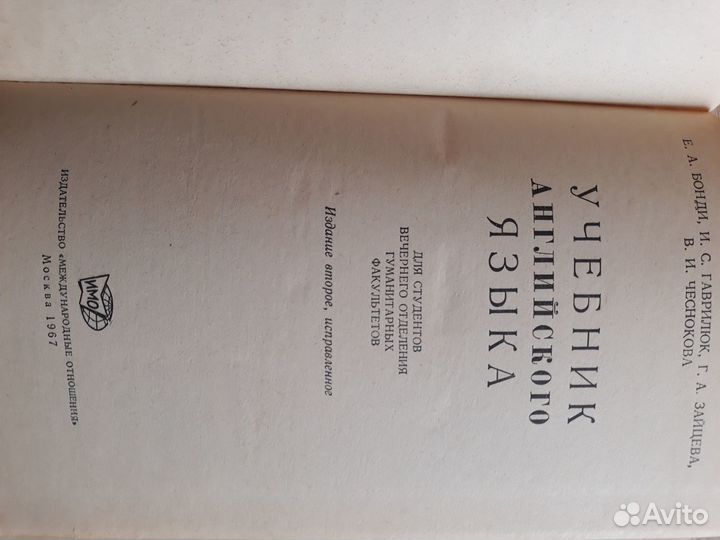 Е. А. БОНДИ, И. С. ГАВРИЛЮК, Г. А. ЗАЙЦЕВА,
В. И. ЧЕСНОКОВА
УЧЕБНИК
АНГЛИЙСКОГО
ЯЗЫКА
ДЛЯ СТУДЕНТОВ
ВЕЧЕРНЕГО ОТДЕЛЕНИЯ
ГУМАНИТАРНЫХ
ФАКУЛЬТЕТОВ
Издание второе, исправленное
ИМО
ИЗДАТЕЛЬСТВО «МЕЖДУНАРОДНЫЕ ОТНОШЕНИЯ»
Москва 1967
Avito